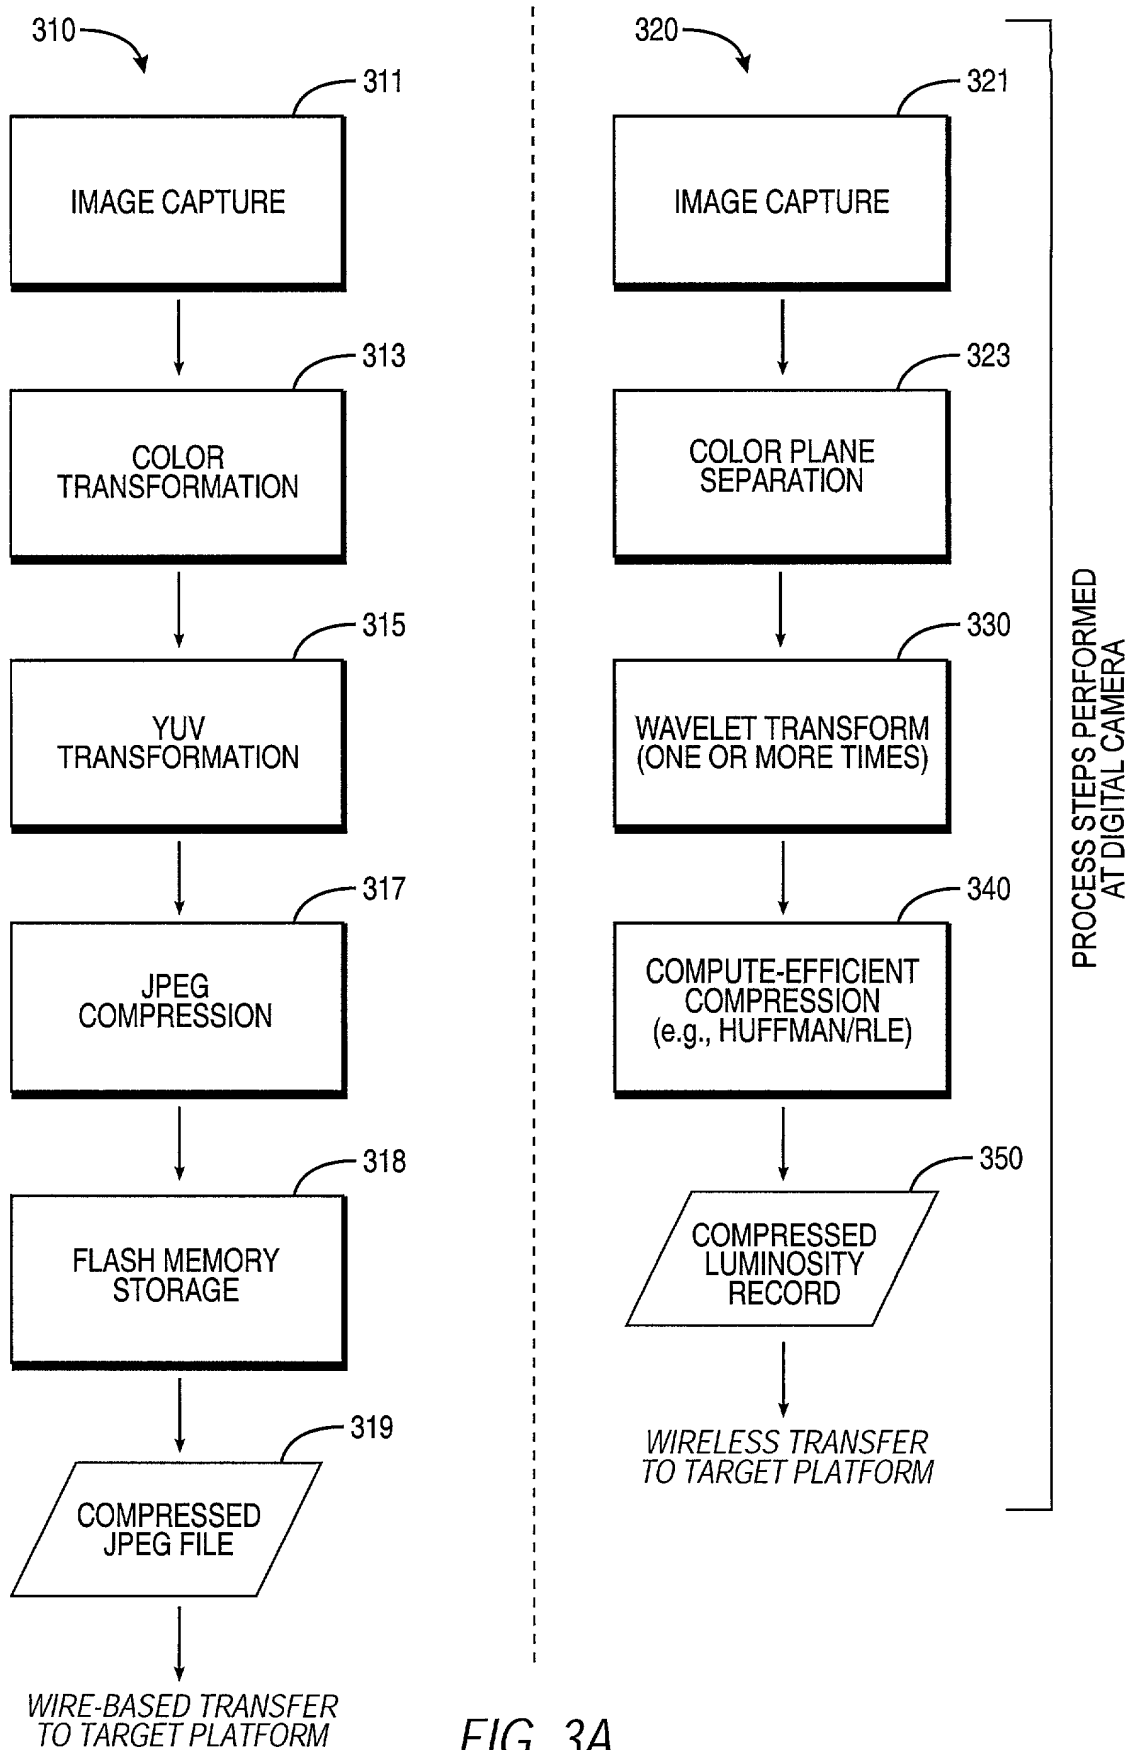 310
311
IMAGE CAPTURE
313
COLOR
TRANSFORMATION
315
YUV
TRANSFORMATION
317
JPEG
COMPRESSION
318
FLASH MEMORY
STORAGE
319
COMPRESSED
JPEG FILE
WIRE-BASED TRANSFER
TO TARGET PLATFORM
320
321
IMAGE CAPTURE
323
COLOR PLANE
SEPARATION
330
WAVELET TRANSFORM
(ONE OR MORE TIMES)
340
COMPUTE-EFFICIENT
COMPRESSION
(e.g., HUFFMAN/RLE)
350
COMPRESSED
LUMINOSITY
RECORD
WIRELESS TRANSFER
TO TARGET PLATFORM
PROCESS STEPS PERFORMED
AT DIGITAL CAMERA
FIG. 3A